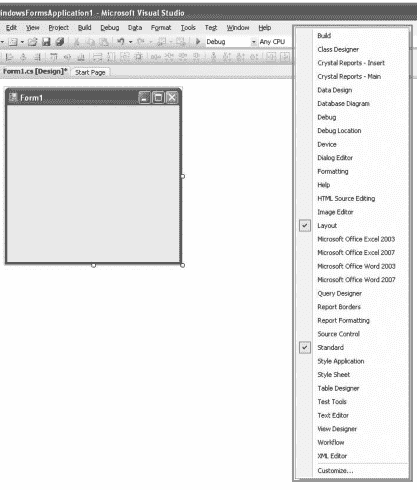 indowsFormsApplication1 - Microsoft Visual Studio
Edit View Project Build Debug Data Format Tools Test Window Help
Debug Any CPU
Form1.cs [Design]* Start Page
Form1
Build
Class Designer
Crystal Reports - Insert
Crystal Reports - Main
Data Design
Database Diagram
Debug
Debug Location
Device
Dialog Editor
Formatting
Help
HTML Source Editing
Image Editor
Layout
Microsoft Office Excel 2003
Microsoft Office Excel 2007
Microsoft Office Word 2003
Microsoft Office Word 2007
Query Designer
Report Borders
Report Formatting
Source Control
Standard
Style Application
Style Sheet
Table Designer
Test Tools
Text Editor
View Designer
Workflow
XML Editor
Customize...